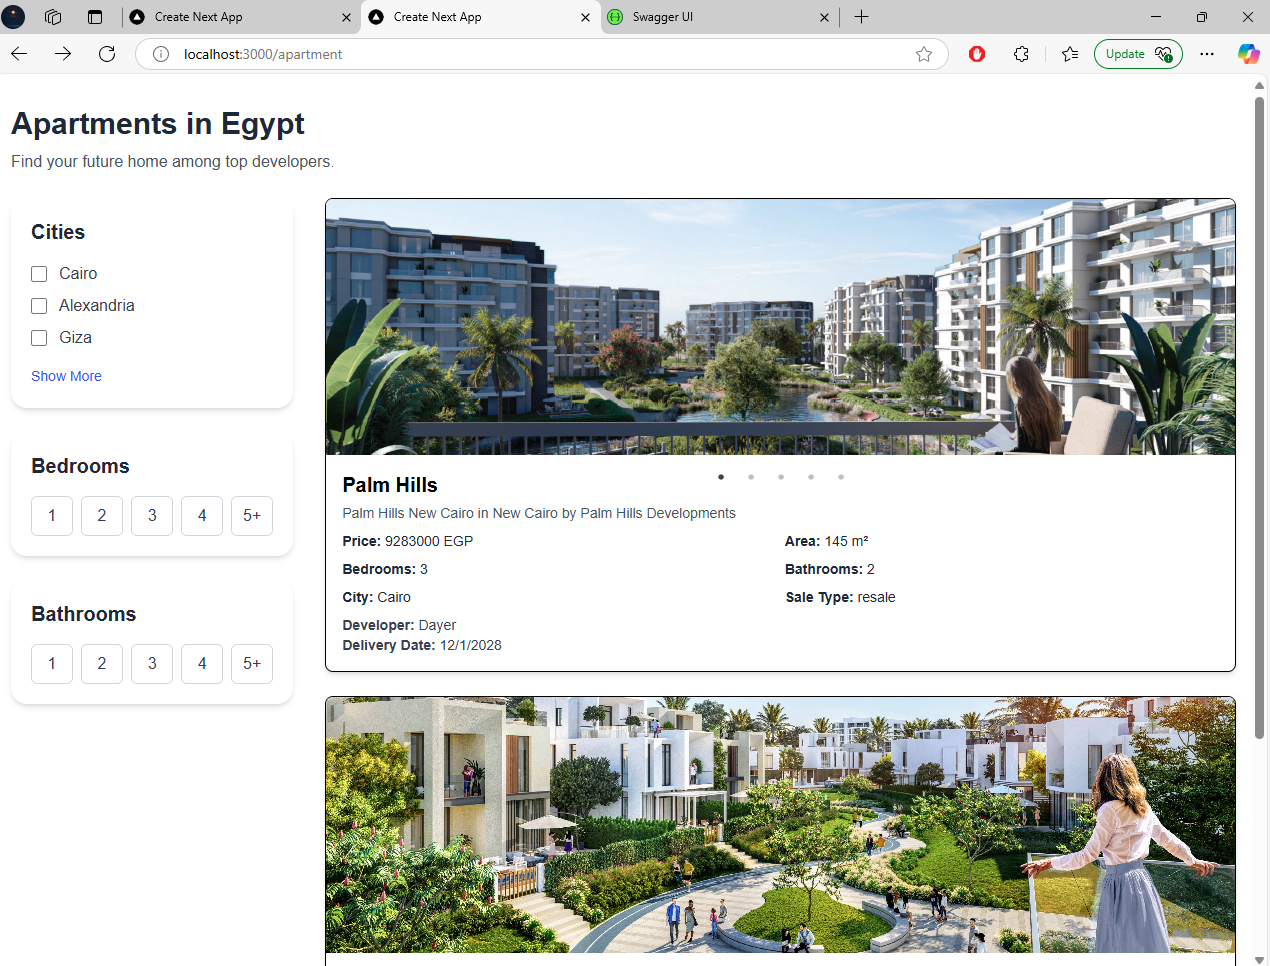 Create Next App
Create Next App
Swagger UI
localhost:3000/apartment
Update
Apartments in Egypt
Find your future home among top developers.
Cities
Cairo
Alexandria
Giza
Show More
Bedrooms
1 2 3 4 5+
Bathrooms
1 2 3 4 5+
Palm Hills
Palm Hills New Cairo in New Cairo by Palm Hills Developments
Price: 9283000 EGP
Area: 145 m²
Bedrooms: 3
Bathrooms: 2
City: Cairo
Sale Type: resale
Developer: Dayer
Delivery Date: 12/1/2028